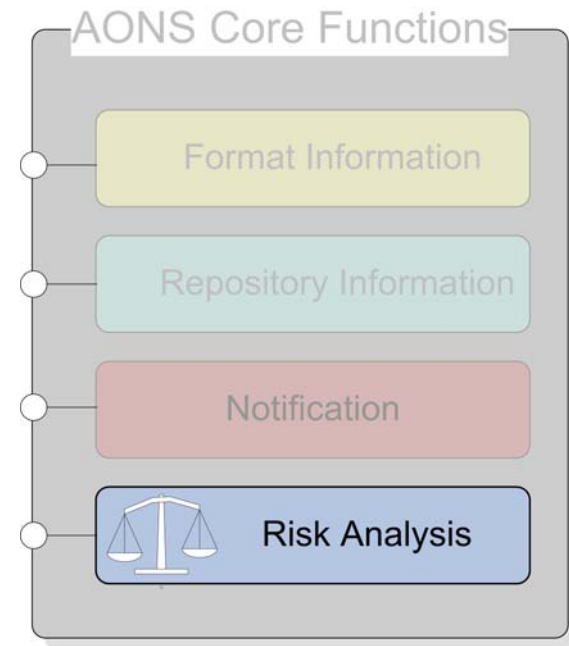 AONS Core Functions
Format Information
Repository Information
Notification
Risk Analysis